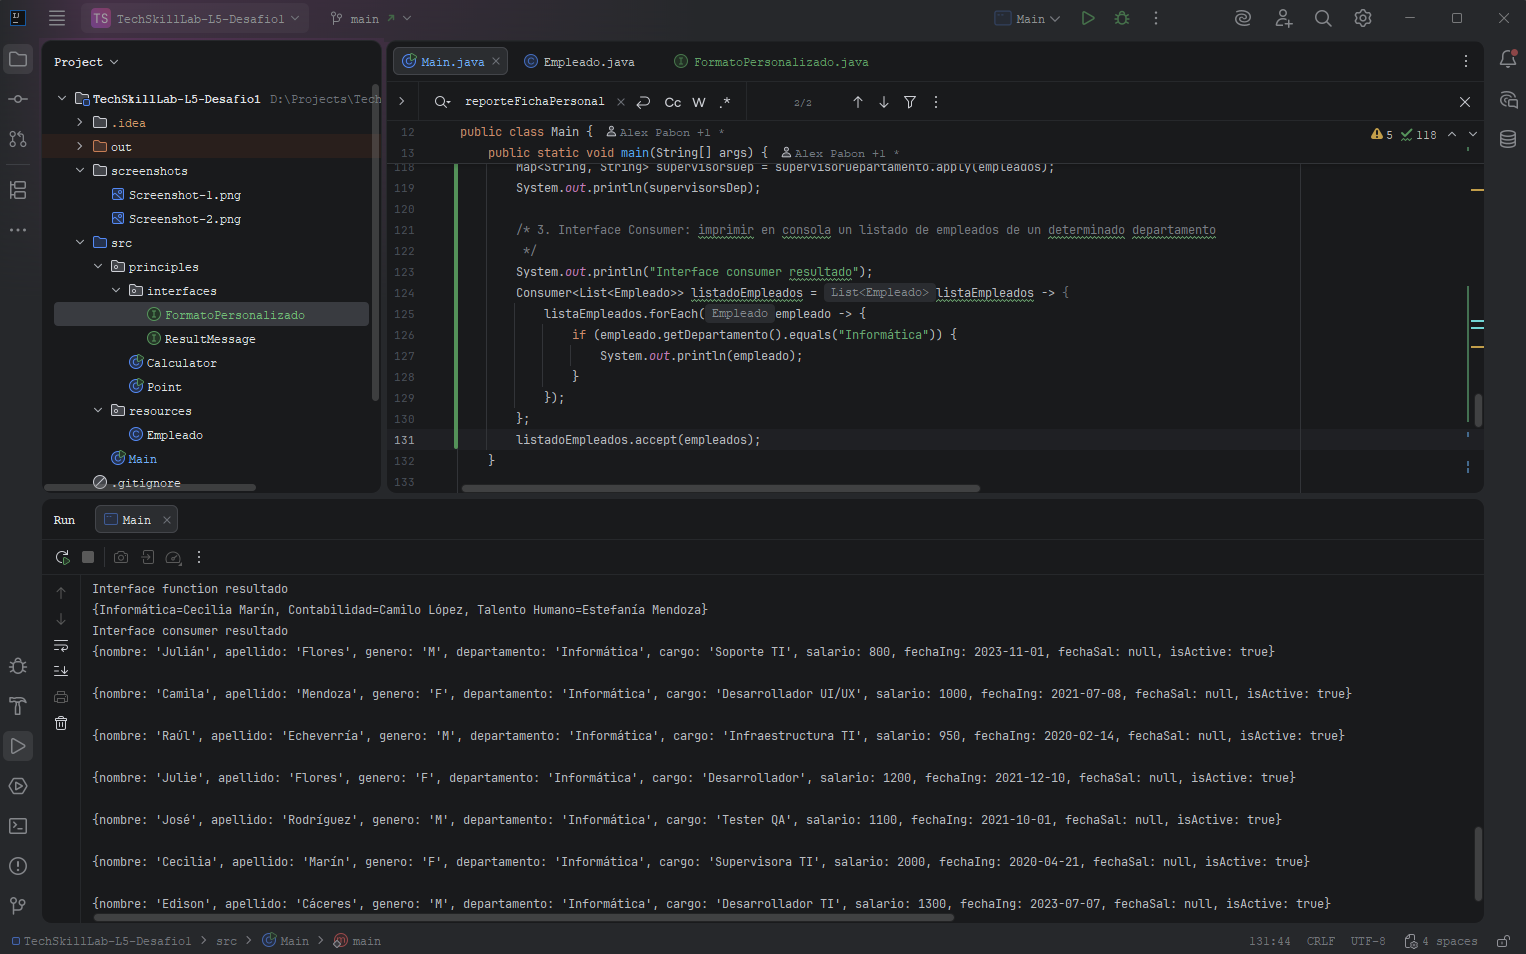 TS TechSkillLab-L5-Desafio1 main Main
Project
TechSkillLab-L5-Desafio1 D:\Projects\Tech
.idea
out
screenshots
Screenshot-1.png
Screenshot-2.png
src
principles
interfaces
FormatoPersonalizado
ResultMessage
Calculator
Point
resources
Empleado
Main
.gitignore
Main.java Empleado.java FormatoPersonalizado.java
reporteFichaPersonal Cc W .* 2/2
12 public class Main { Alex Pabon +1 *
13 public static void main(String[] args) { Alex Pabon +1 *
5 118
118 Map<String, String> supervisorsDep = supervisorDepartamento.apply(empleados);
119 System.out.println(supervisorsDep);
120
121 /* 3. Interface Consumer: imprimir en consola un listado de empleados de un determinado departamento
122 */
123 System.out.println("Interface consumer resultado");
124 Consumer<List<Empleado>> listadoEmpleados = List<Empleado> listaEmpleados -> {
125 listaEmpleados.forEach( Empleado empleado -> {
126 if (empleado.getDepartamento().equals("Informática")) {
127 System.out.println(empleado);
128 }
129 });
130 };
131 listadoEmpleados.accept(empleados);
132 }
133
Run Main
Interface function resultado
{Informática=Cecilia Marín, Contabilidad=Camilo López, Talento Humano=Estefanía Mendoza}
Interface consumer resultado
{nombre: 'Julián', apellido: 'Flores', genero: 'M', departamento: 'Informática', cargo: 'Soporte TI', salario: 800, fechaIng: 2023-11-01, fechaSal: null, isActive: true}
{nombre: 'Camila', apellido: 'Mendoza', genero: 'F', departamento: 'Informática', cargo: 'Desarrollador UI/UX', salario: 1000, fechaIng: 2021-07-08, fechaSal: null, isActive: true}
{nombre: 'Raúl', apellido: 'Echeverría', genero: 'M', departamento: 'Informática', cargo: 'Infraestructura TI', salario: 950, fechaIng: 2020-02-14, fechaSal: null, isActive: true}
{nombre: 'Julie', apellido: 'Flores', genero: 'F', departamento: 'Informática', cargo: 'Desarrollador', salario: 1200, fechaIng: 2021-12-10, fechaSal: null, isActive: true}
{nombre: 'José', apellido: 'Rodríguez', genero: 'M', departamento: 'Informática', cargo: 'Tester QA', salario: 1100, fechaIng: 2021-10-01, fechaSal: null, isActive: true}
{nombre: 'Cecilia', apellido: 'Marín', genero: 'F', departamento: 'Informática', cargo: 'Supervisora TI', salario: 2000, fechaIng: 2020-04-21, fechaSal: null, isActive: true}
{nombre: 'Edison', apellido: 'Cáceres', genero: 'M', departamento: 'Informática', cargo: 'Desarrollador TI', salario: 1300, fechaIng: 2023-07-07, fechaSal: null, isActive: true}
TechSkillLab-L5-Desafio1 > src > Main > main 131:44 CRLF UTF-8 4 spaces